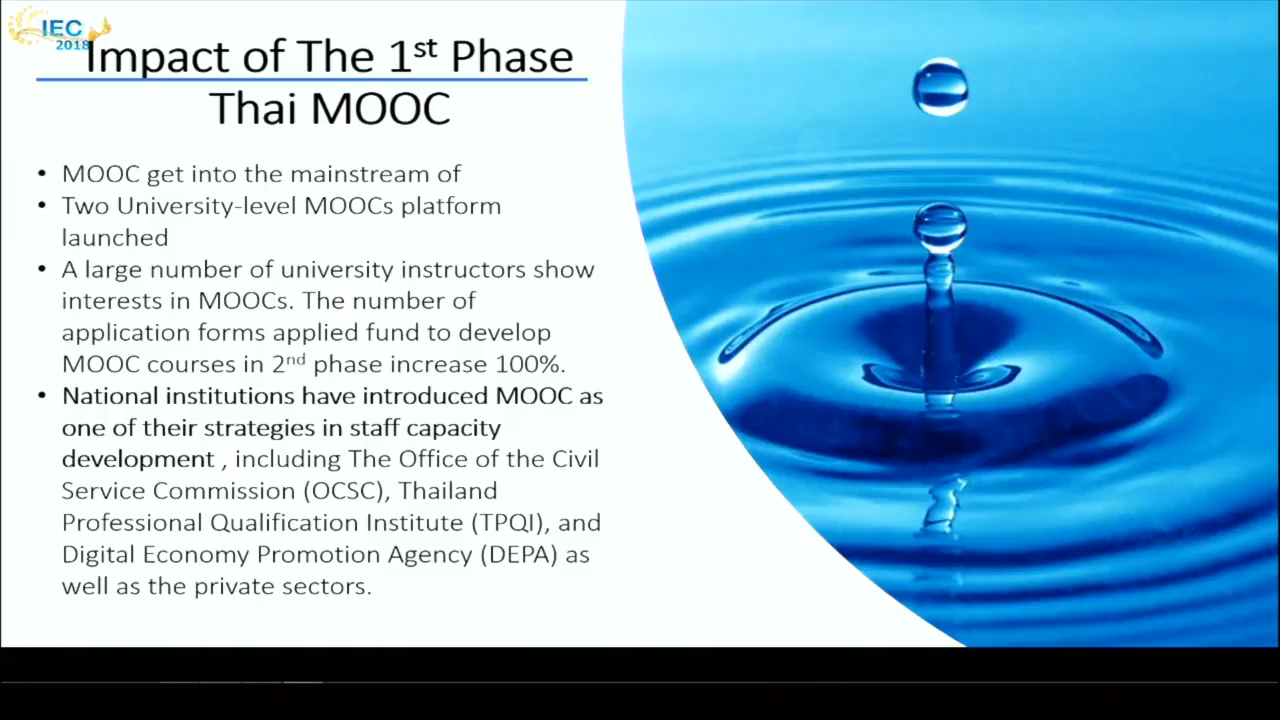 IEC
2018
Impact of The 1st Phase
Thai MOOC
• MOOC get into the mainstream of
• Two University-level MOOCs platform
launched
• A large number of university instructors show
interests in MOOCs. The number of
application forms applied fund to develop
MOOC courses in 2nd phase increase 100%.
• National institutions have introduced MOOC as
one of their strategies in staff capacity
development , including The Office of the Civil
Service Commission (OCSC), Thailand
Professional Qualification Institute (TPQI), and
Digital Economy Promotion Agency (DEPA) as
well as the private sectors.